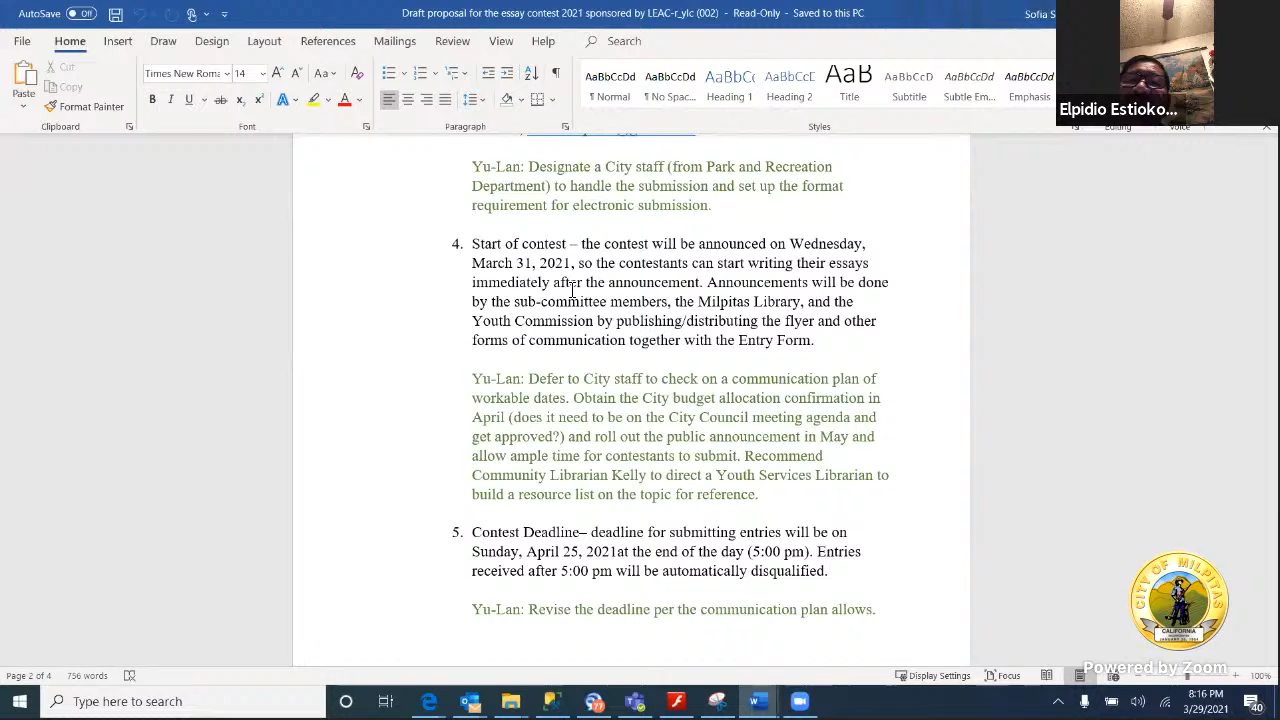 AutoSave Off
Draft proposal for essay contest 2021 sponsored by LEAC-r_ylc (002) - Read-Only - Saved to this PC
Sofia S
File Home Insert Draw Design Layout References Mailings Review View Help Search
Paste
Cut
Copy
Format Painter
Times New Roma 14
AaBbCcDd AaBbCcDd AaBbCc AaBbCcE AaB AaBbCcD AaBbCcDd AaBbCcDd
¶ Normal ¶ No Spac... Heading 1 Heading 2 Title Subtitle Subtle Em... Emphasis
Clipboard Font Paragraph Styles Editing Voice
Elpidio Estioko...
Yu-Lan: Designate a City staff (from Park and Recreation
Department) to handle the submission and set up the format
requirement for electronic submission.
4. Start of contest – the contest will be announced on Wednesday,
March 31, 2021, so the contestants can start writing their essays
immediately after the announcement. Announcements will be done
by the sub-committee members, the Milpitas Library, and the
Youth Commission by publishing/distributing the flyer and other
forms of communication together with the Entry Form.
Yu-Lan: Defer to City staff to check on a communication plan of
workable dates. Obtain the City budget allocation confirmation in
April (does it need to be on the City Council meeting agenda and
get approved?) and roll out the public announcement in May and
allow ample time for contestants to submit. Recommend
Community Librarian Kelly to direct a Youth Services Librarian to
build a resource list on the topic for reference.
5. Contest Deadline– deadline for submitting entries will be on
Sunday, April 25, 2021at the end of the day (5:00 pm). Entries
received after 5:00 pm will be automatically disqualified.
Yu-Lan: Revise the deadline per the communication plan allows.
CITY OF MILPITAS
CALIFORNIA
Powered by Zoom
Page 2 of 4 756 words
Display Settings Focus 100%
Type here to search
8:16 PM
3/29/2021
40